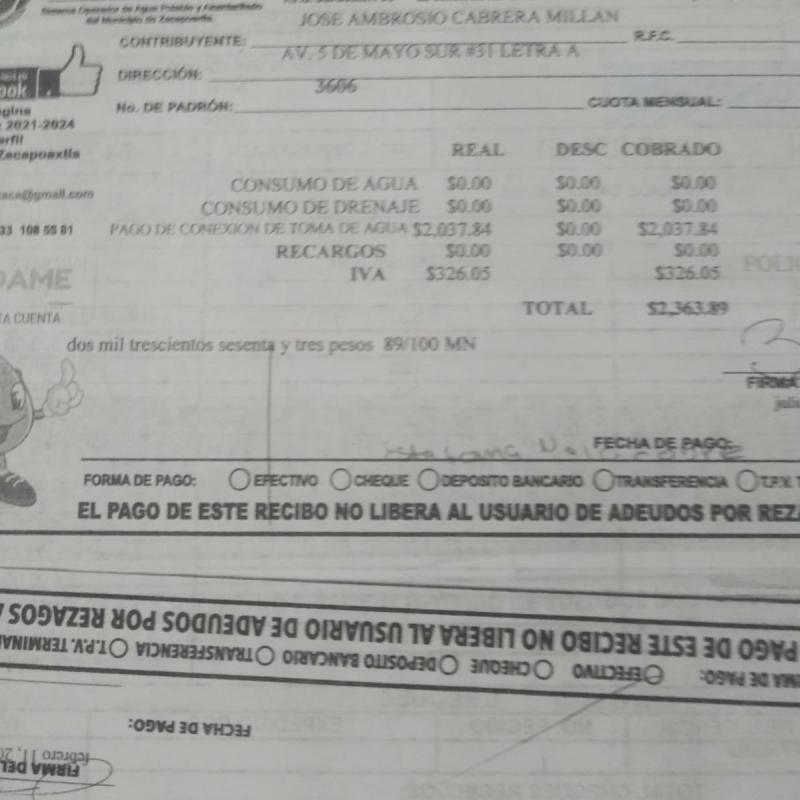 Sistema Operador de Agua Potable y Alcantarillado
del Municipio de Zacapoaxtla.
JOSE AMBROSIO CABRERA MILLAN
CONTRIBUYENTE: R.F.C.
AV. 5 DE MAYO SUR #31 LETRA A
DIRECCIÓN:
3606
No. DE PADRÓN: CUOTA MENSUAL:
ook
ágina
2021-2024
erfil
Zacapoaxtla
@gmail.com
33 108 55 81
DAME
TA CUENTA
REAL DESC COBRADO
CONSUMO DE AGUA $0.00 $0.00 $0.00
CONSUMO DE DRENAJE $0.00 $0.00 $0.00
PAGO DE CONEXION DE TOMA DE AGUA $2,037.84 $0.00 $2,037.84
RECARGOS $0.00 $0.00 $0.00
IVA $326.05 $326.05
TOTAL $2,363.89
dos mil trescientos sesenta y tres pesos 89/100 MN
FIRMA
FECHA DE PAGO:
FORMA DE PAGO: EFECTIVO CHEQUE DEPOSITO BANCARIO TRANSFERENCIA T.P.V. T
EL PAGO DE ESTE RECIBO NO LIBERA AL USUARIO DE ADEUDOS POR REZA
PAGO DE ESTE RECIBO NO LIBERA AL USUARIO DE ADEUDOS POR REZAGOS
MA DE PAGO: EFECTIVO CHEQUE DEPOSITO BANCARIO TRANSFERENCIA T.P.V. TERMINA
FECHA DE PAGO:
febrero 11, 20
FIRMA DEL